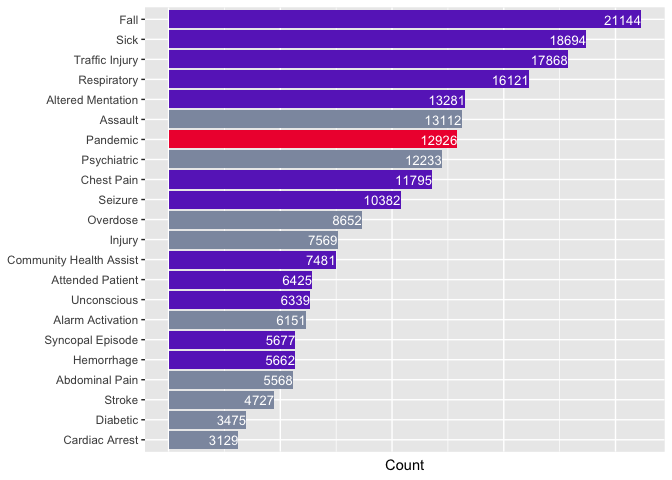 Fall 21144
Sick 18694
Traffic Injury 17868
Respiratory 16121
Altered Mentation 13281
Assault 13112
Pandemic 12926
Psychiatric 12233
Chest Pain 11795
Seizure 10382
Overdose 8652
Injury 7569
Community Health Assist 7481
Attended Patient 6425
Unconscious 6339
Alarm Activation 6151
Syncopal Episode 5677
Hemorrhage 5662
Abdominal Pain 5568
Stroke 4727
Diabetic 3475
Cardiac Arrest 3129
Count